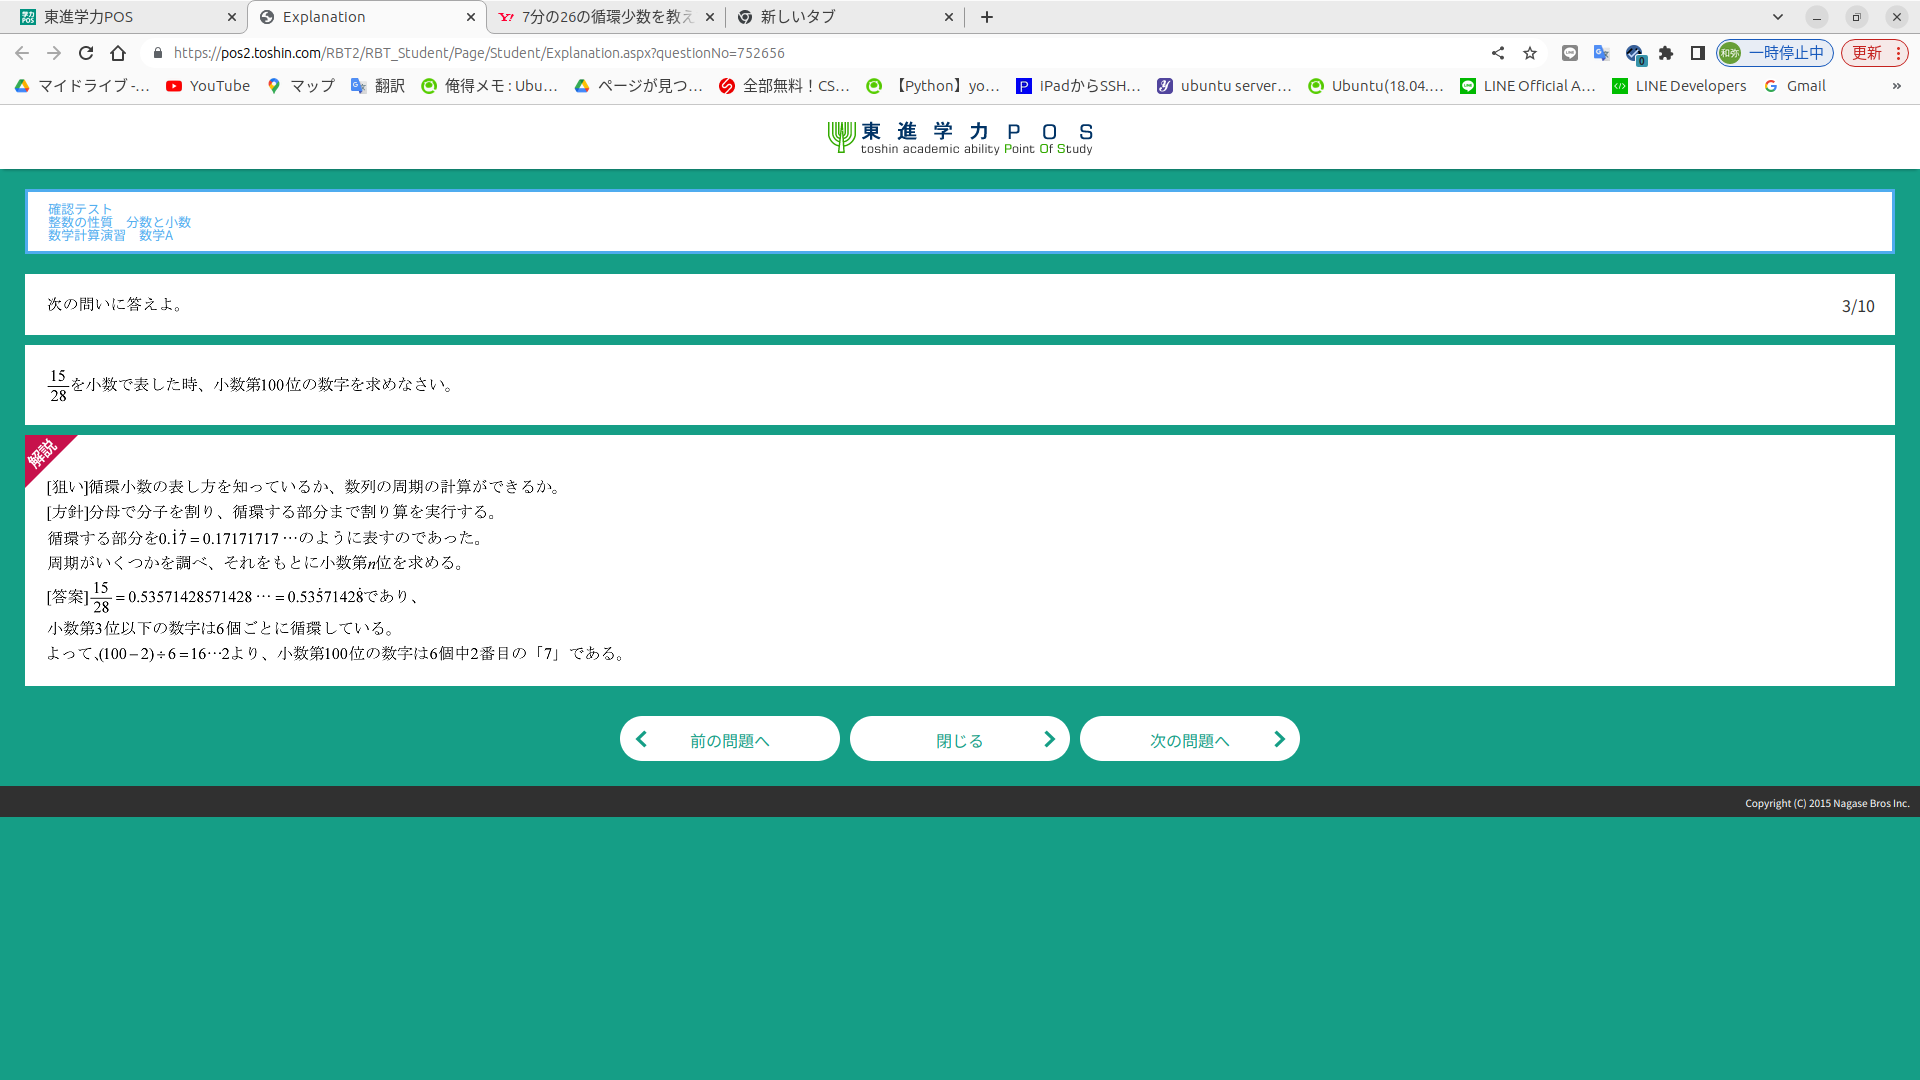 東進学力POS
Explanation
7分の26の循環少数を教え
新しいタブ
https://pos2.toshin.com/RBT2/RBT_Student/Page/Student/Explanation.aspx?questionNo=752656
和弥 一時停止中
更新
マイドライブ -...
YouTube
マップ
翻訳
俺得メモ : Ubu...
ページが見つ...
全部無料！CS...
【Python】yo...
IPadからSSH...
ubuntu server...
Ubuntu(18.04....
LINE Official A...
LINE Developers
Gmail
»
東進学力POS
toshin academic ability Point Of Study
確認テスト
整数の性質　分数と小数
数学計算演習　数学A
次の問いに答えよ。
3/10
15/28を小数で表した時、小数第100位の数字を求めなさい。
解説
[狙い]循環小数の表し方を知っているか、数列の周期の計算ができるか。
[方針]分母で分子を割り、循環する部分まで割り算を実行する。
循環する部分を0.1̇7̇＝0.17171717 …のように表すのであった。
周期がいくつかを調べ、それをもとに小数第n位を求める。
[答案]15/28＝0.53571428571428 …＝0.535̇71428̇であり、
小数第3位以下の数字は6個ごとに循環している。
よって、(100－2)÷6＝16…2より、小数第100位の数字は6個中2番目の「7」である。
前の問題へ
閉じる
次の問題へ
Copyright (C) 2015 Nagase Bros Inc.